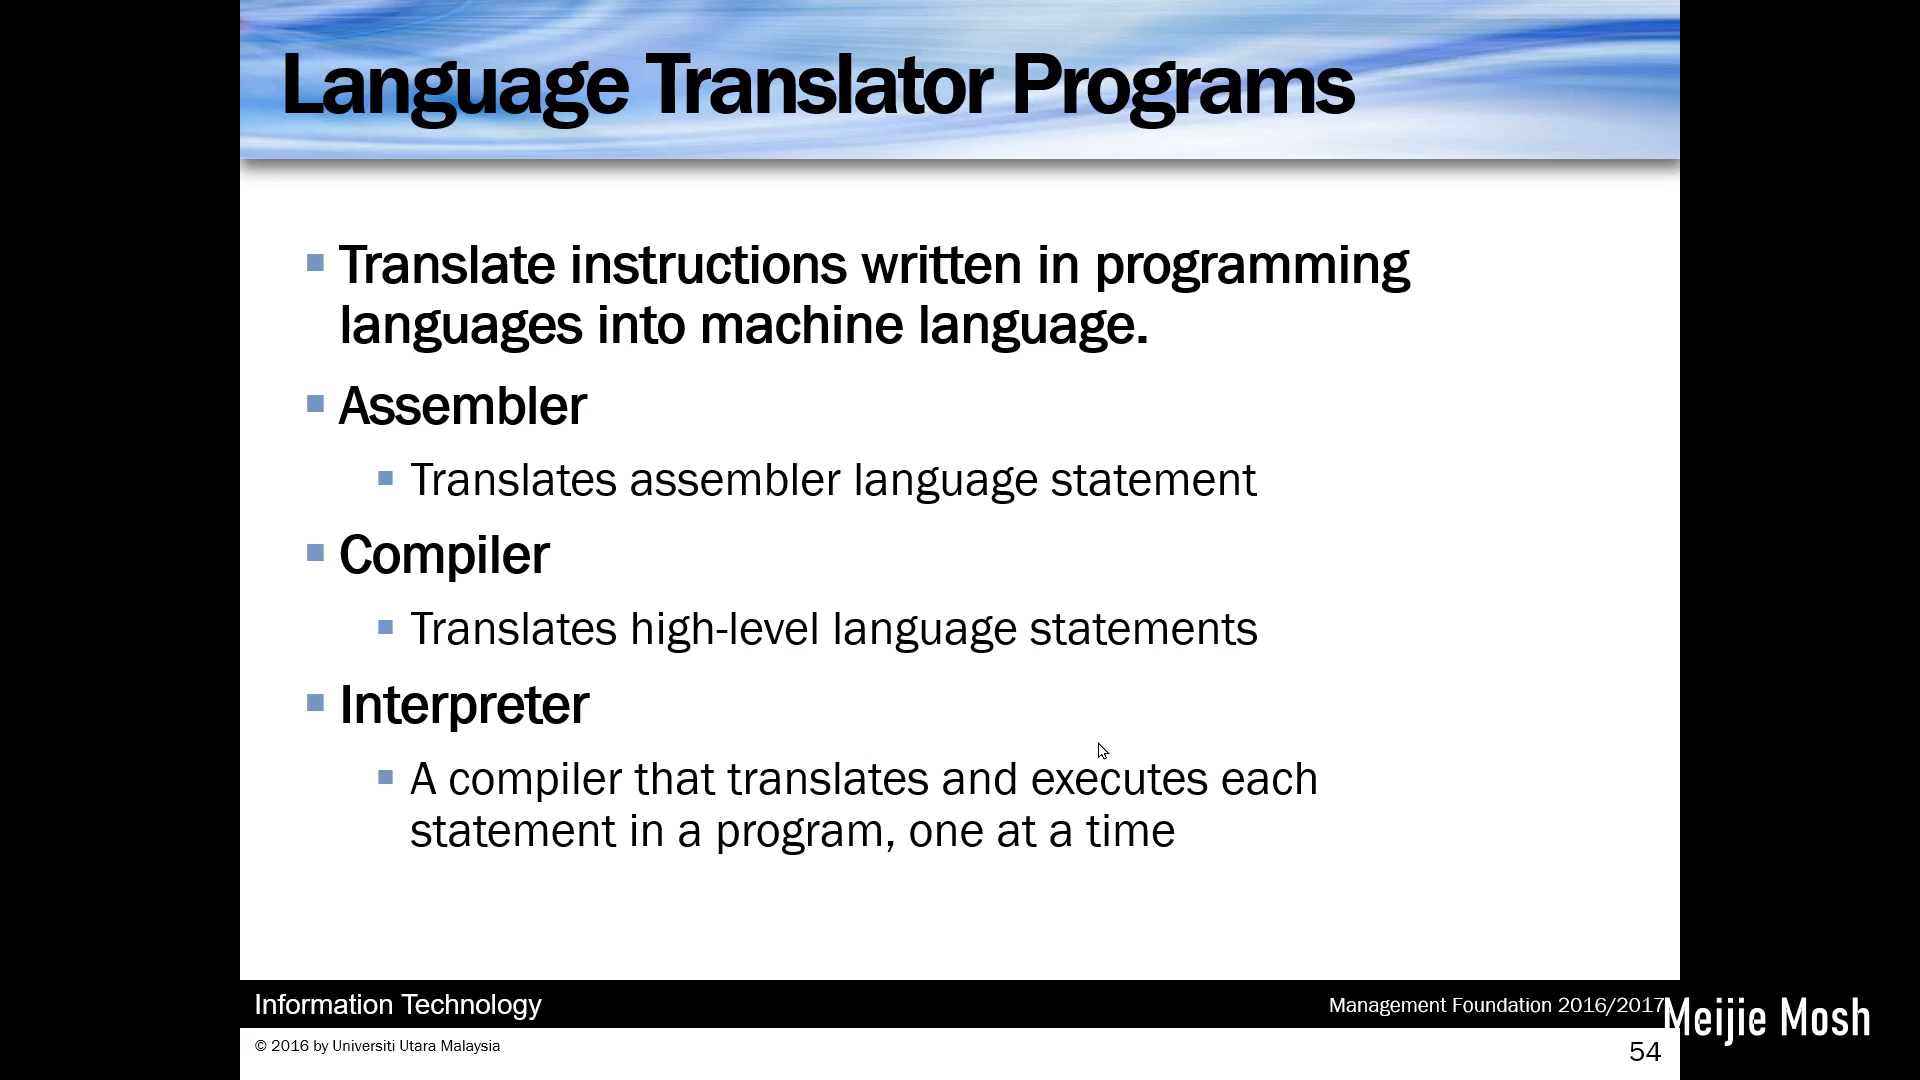 Language Translator Programs
Translate instructions written in programming
languages into machine language.
Assembler
Translates assembler language statement
Compiler
Translates high-level language statements
Interpreter
A compiler that translates and executes each
statement in a program, one at a time
Information Technology
Management Foundation 2016/2017
Meijie Mosh
© 2016 by Universiti Utara Malaysia
54